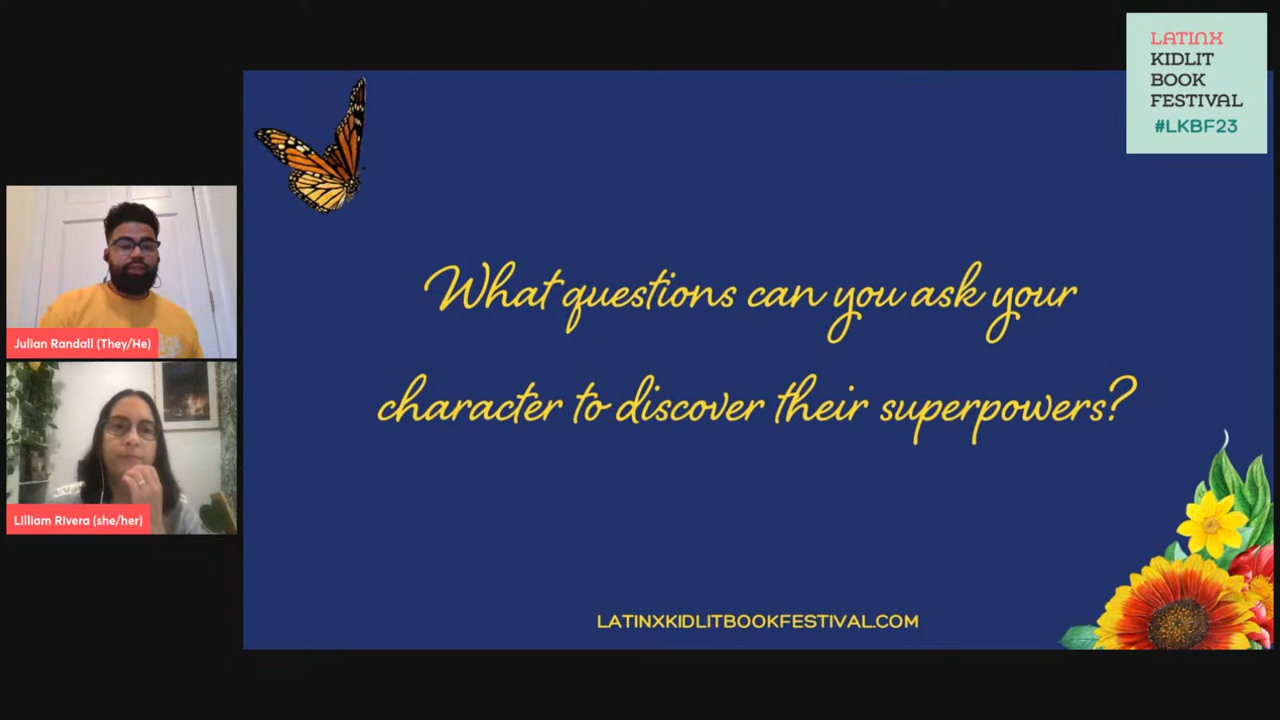 LATINX
KIDLIT
BOOK
FESTIVAL
#LKBF23
What questions can you ask your
character to discover their superpowers?
Julian Randall (They/He)
Lilliam Rivera (she/her)
LATINXKIDLITBOOKFESTIVAL.COM